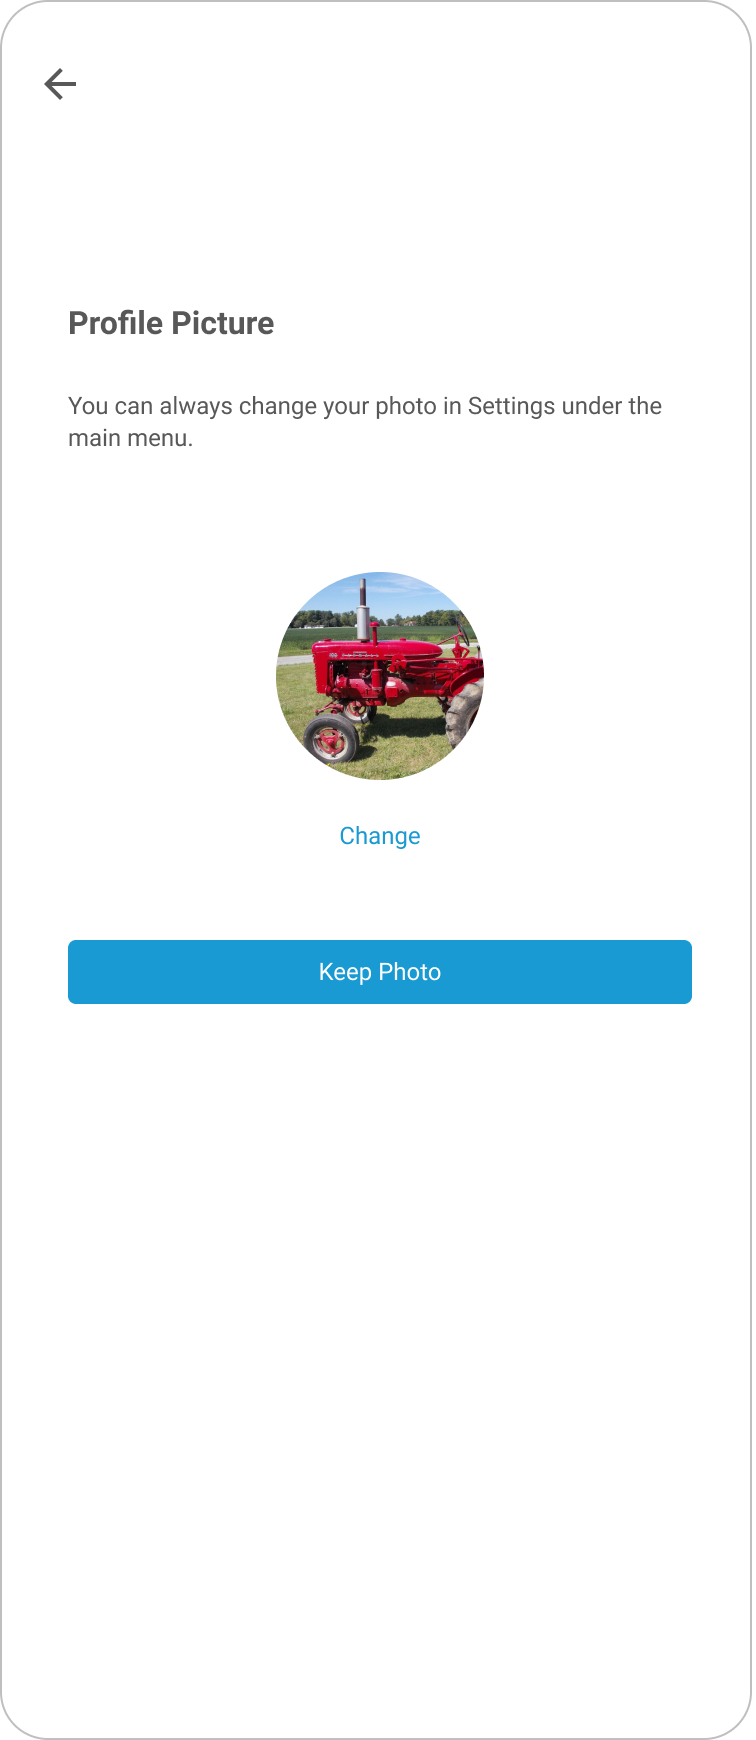 Profile Picture
You can always change your photo in Settings under the
main menu.
Change
Keep Photo